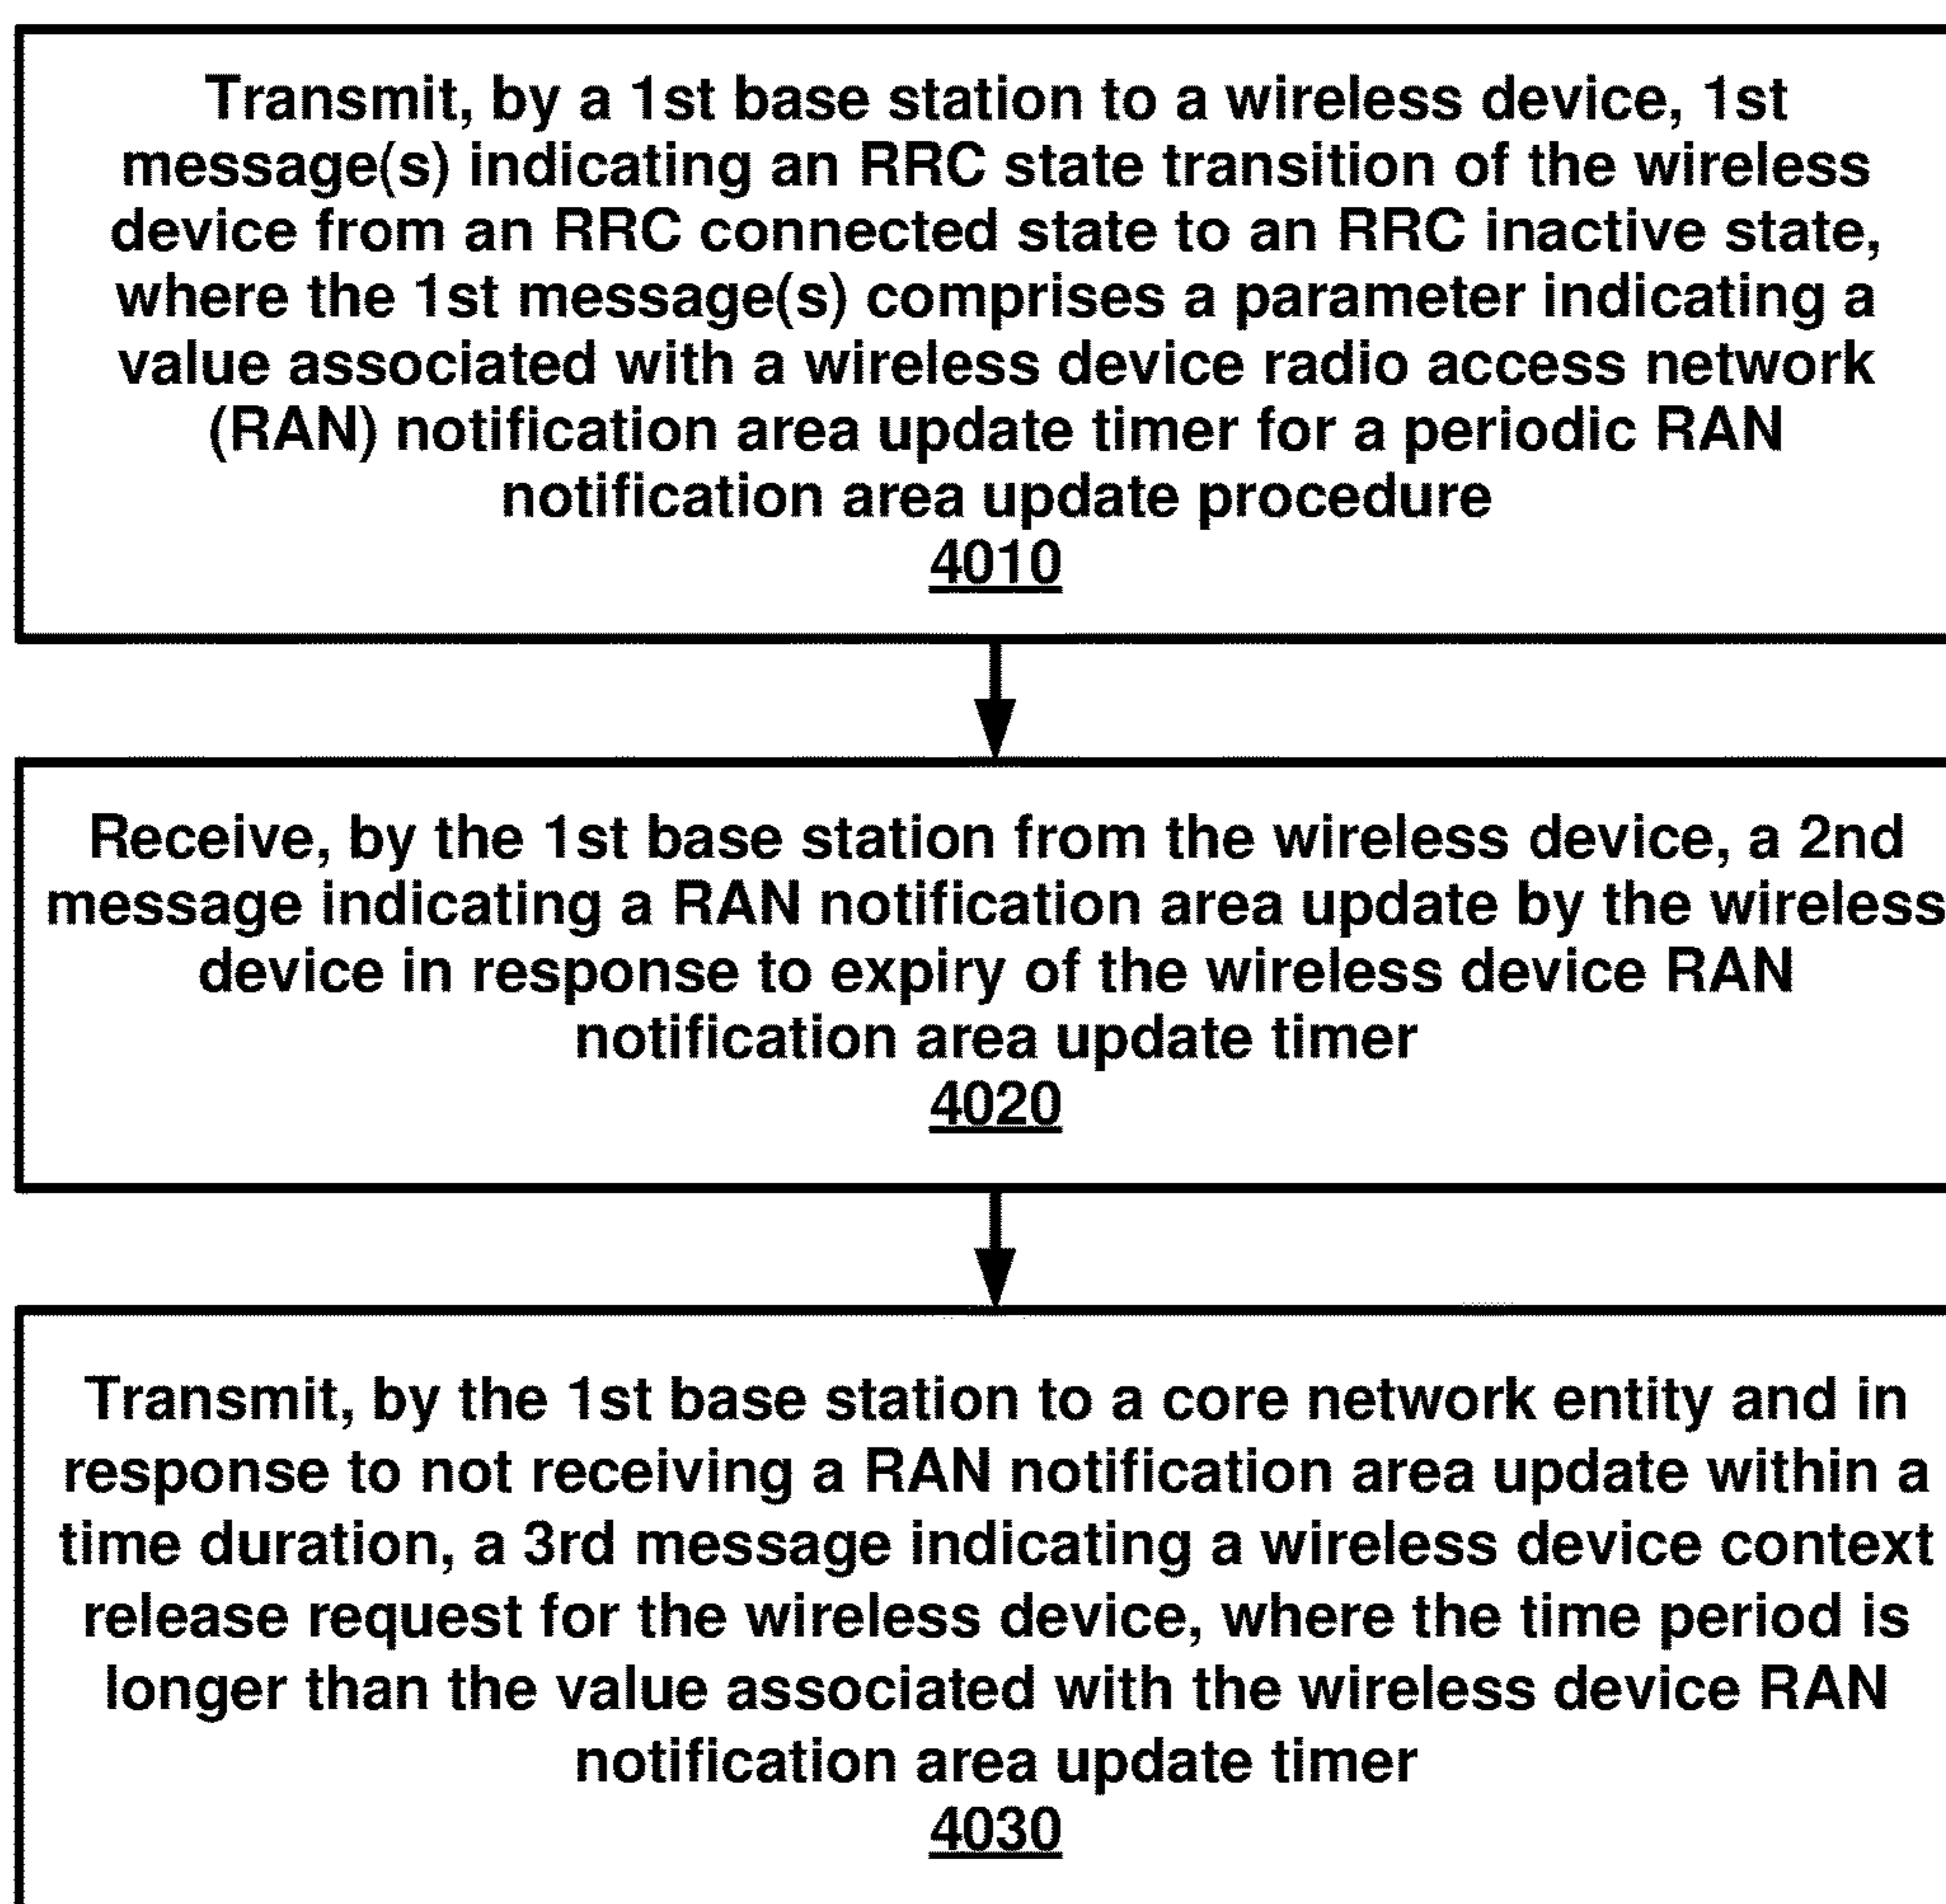 Transmit, by a 1st base station to a wireless device, 1st
message(s) indicating an RRC state transition of the wireless
device from an RRC connected state to an RRC inactive state,
where the 1st message(s) comprises a parameter indicating a
value associated with a wireless device radio access network
(RAN) notification area update timer for a periodic RAN
notification area update procedure
4010
Receive, by the 1st base station from the wireless device, a 2nd
message indicating a RAN notification area update by the wireless
device in response to expiry of the wireless device RAN
notification area update timer
4020
Transmit, by the 1st base station to a core network entity and in
response to not receiving a RAN notification area update within a
time duration, a 3rd message indicating a wireless device context
release request for the wireless device, where the time period is
longer than the value associated with the wireless device RAN
notification area update timer
4030